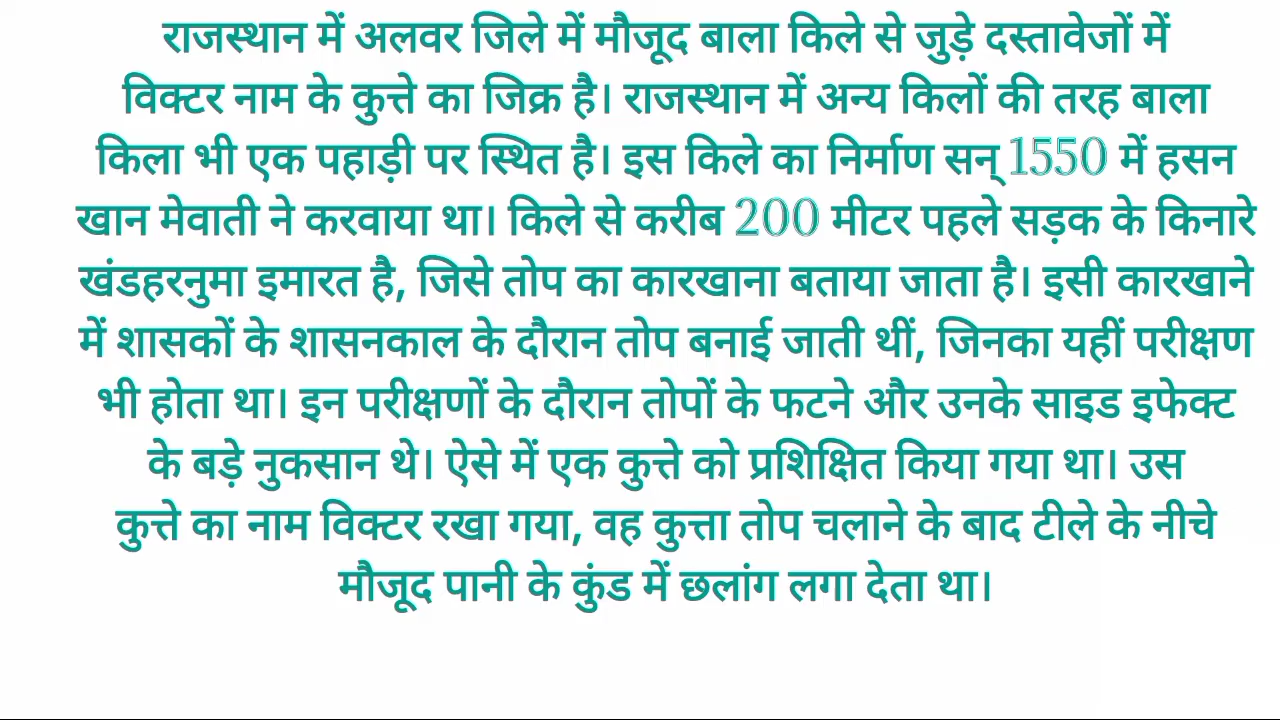 राजस्थान में अलवर जिले में मौजूद बाला किले से जुड़े दस्तावेजों में
विक्टर नाम के कुत्ते का जिक्र है। राजस्थान में अन्य किलों की तरह बाला
किला भी एक पहाड़ी पर स्थित है। इस किले का निर्माण सन् 1550 में हसन
खान मेवाती ने करवाया था। किले से करीब 200 मीटर पहले सड़क के किनारे
खंडहरनुमा इमारत है, जिसे तोप का कारखाना बताया जाता है। इसी कारखाने
में शासकों के शासनकाल के दौरान तोप बनाई जाती थीं, जिनका यहीं परीक्षण
भी होता था। इन परीक्षणों के दौरान तोपों के फटने और उनके साइड इफेक्ट
के बड़े नुकसान थे। ऐसे में एक कुत्ते को प्रशिक्षित किया गया था। उस
कुत्ते का नाम विक्टर रखा गया, वह कुत्ता तोप चलाने के बाद टीले के नीचे
मौजूद पानी के कुंड में छलांग लगा देता था।